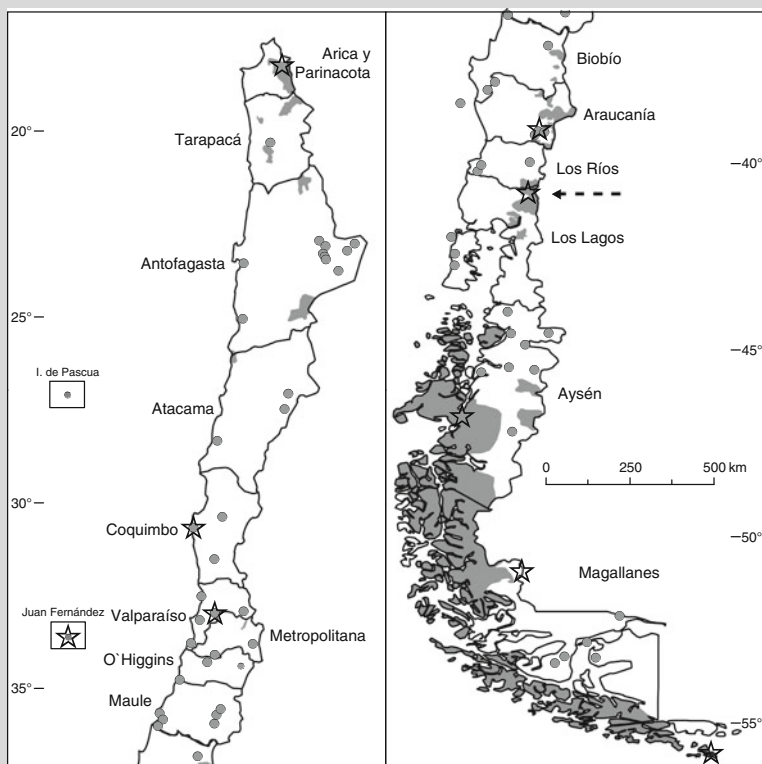 Arica y
Parinacota
20°
Tarapacá
Antofagasta
25°
I. de Pascua
Atacama
30°
Coquimbo
Juan Fernández
Valparaíso
Metropolitana
O`Higgins
35°
Maule
Biobío
Araucanía
40°
Los Ríos
Los Lagos
45°
Aysén
0 250 500 km
50°
Magallanes
55°